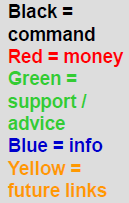 Black =
command
Red = money
Green =
support /
advice
Blue = info
Yellow =
future links